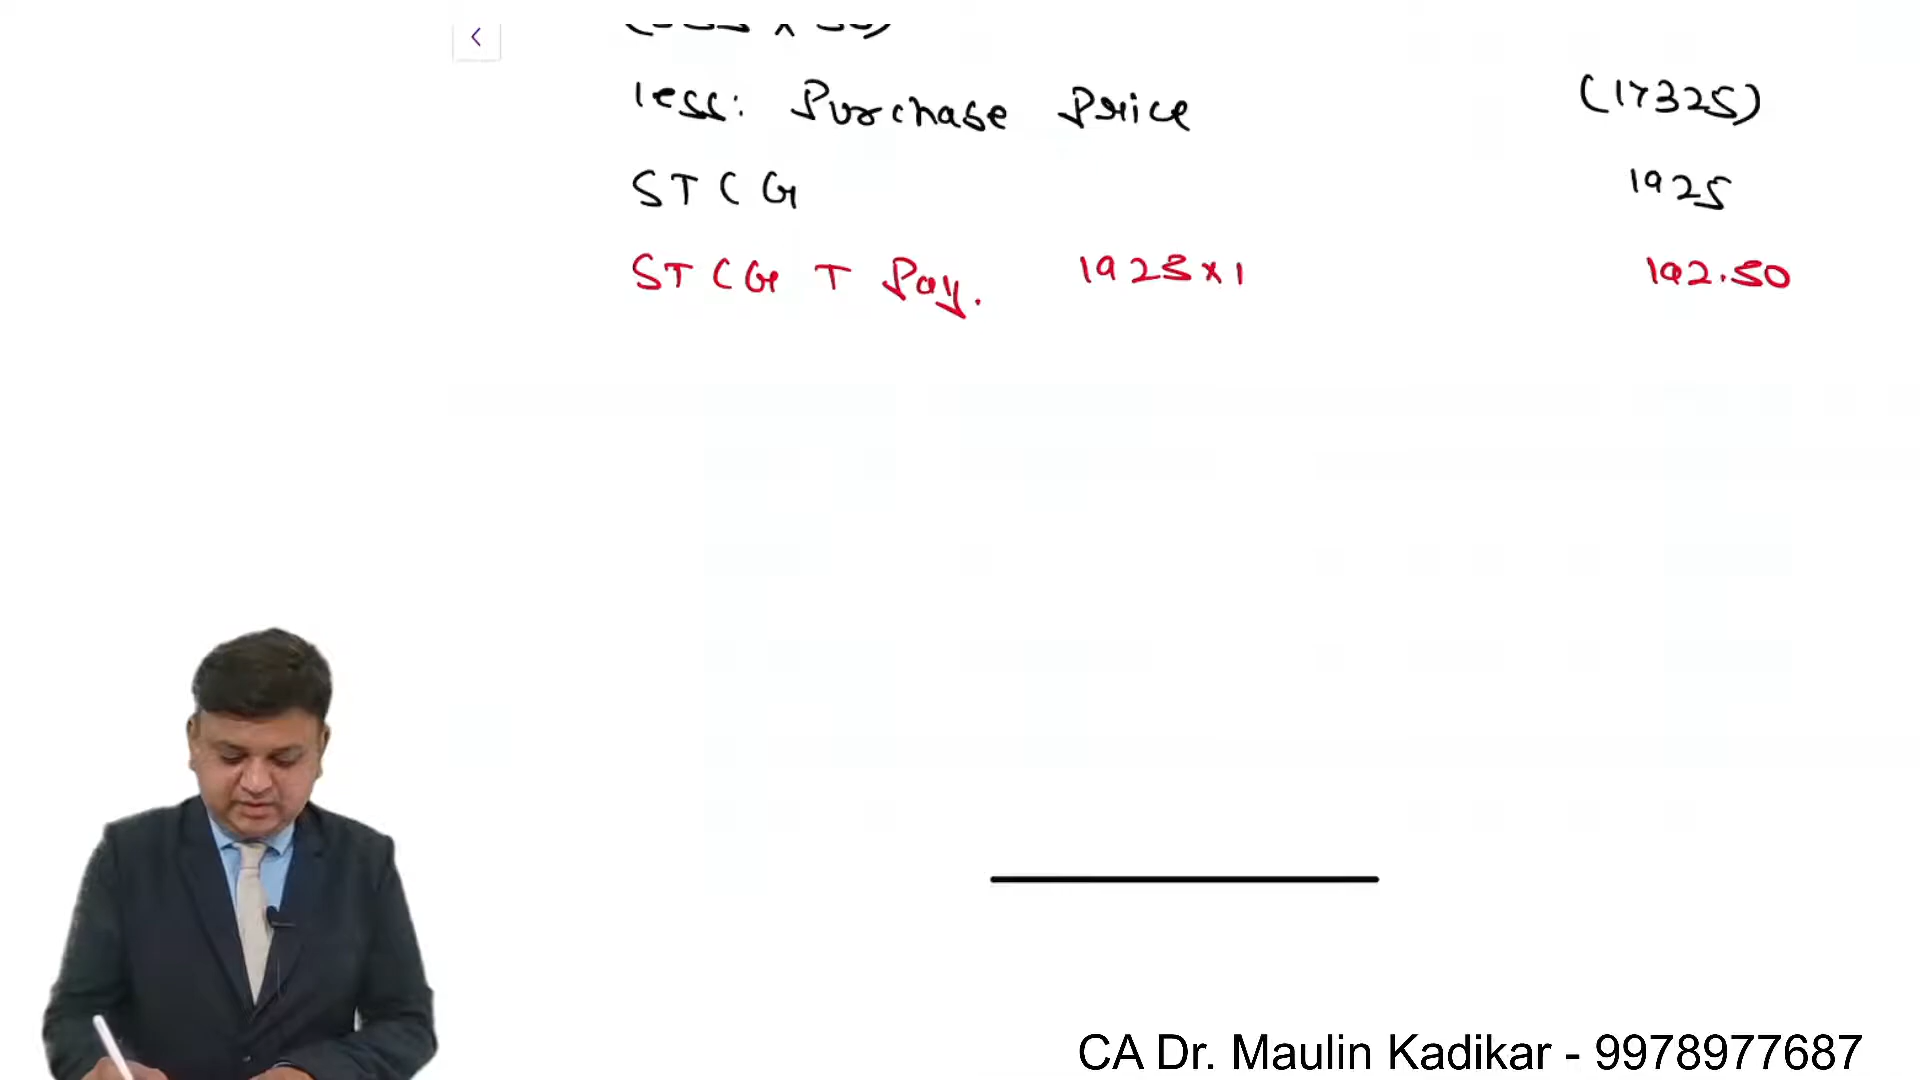 less: Purchase Price (17325)
STCG 1925
STCG T Pay. 1925 x 1 192.50
CA Dr. Maulin Kadikar - 9978977687